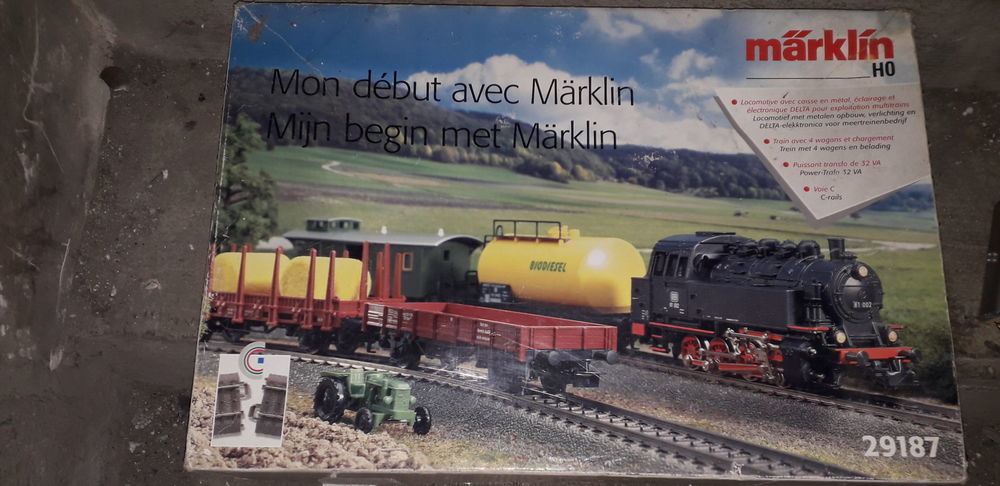 märklin
H0
Mon début avec Märklin
Mijn begin met Märklin
Locomotive avec caisse en métal, éclairage et
électronique DELTA pour exploitation multitrains
Locomotief met metalen opbouw, verlichting en
DELTA-elekktronica voor meertreinenbedrijf
Train avec 4 wagons et chargement
Trein met 4 wagens en belading
Puissant transfo de 32 VA
Power-Trafo 32 VA
Voie C
C-rails
BIODIESEL
81 002
29187